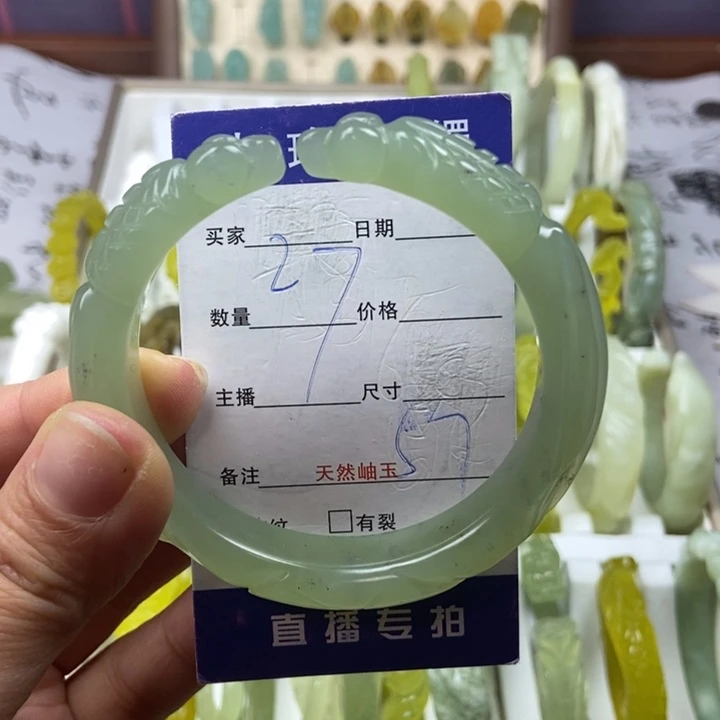 买家 日期
27
数量 价格
主播 尺寸
57
备注 天然岫玉
纹 □有裂
直播专拍